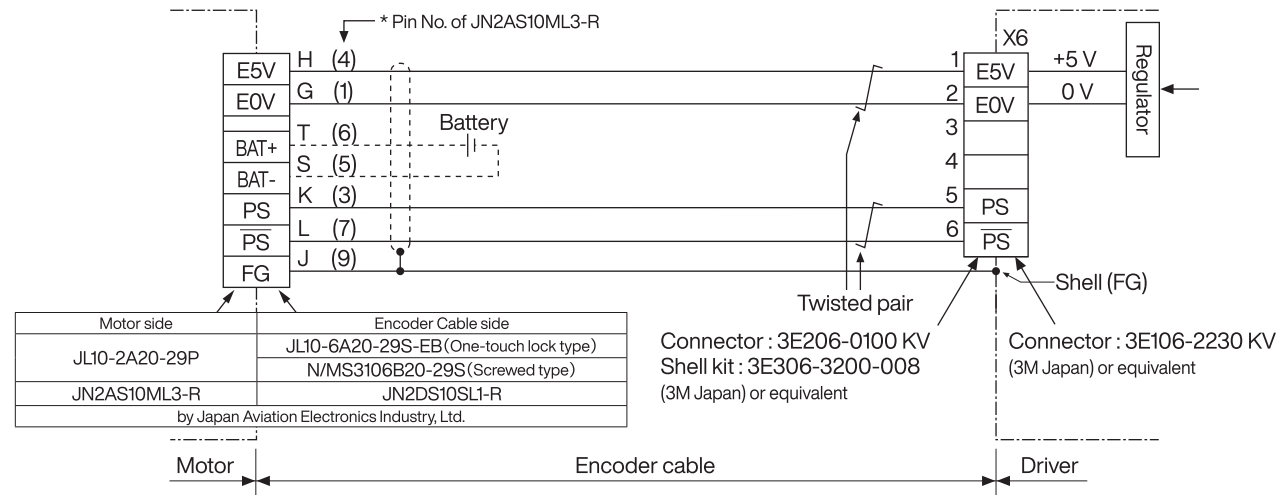 * Pin No. of JN2AS10ML3-R
X6
E5V H (4) 1 E5V +5 V
E0V G (1) 2 E0V 0 V
Regulator
3
BAT+ T (6) Battery
4
BAT- S (5)
PS K (3) 5 PS
P̅S̅ L (7) 6 P̅S̅
FG J (9)
Shell (FG)
Twisted pair
Motor side Encoder Cable side
JL10-2A20-29P JL10-6A20-29S-EB (One-touch lock type)
N/MS3106B20-29S (Screwed type)
JN2AS10ML3-R JN2DS10SL1-R
by Japan Aviation Electronics Industry, Ltd.
Connector : 3E206-0100 KV
Shell kit : 3E306-3200-008
(3M Japan) or equivalent
Connector : 3E106-2230 KV
(3M Japan) or equivalent
Motor Encoder cable Driver